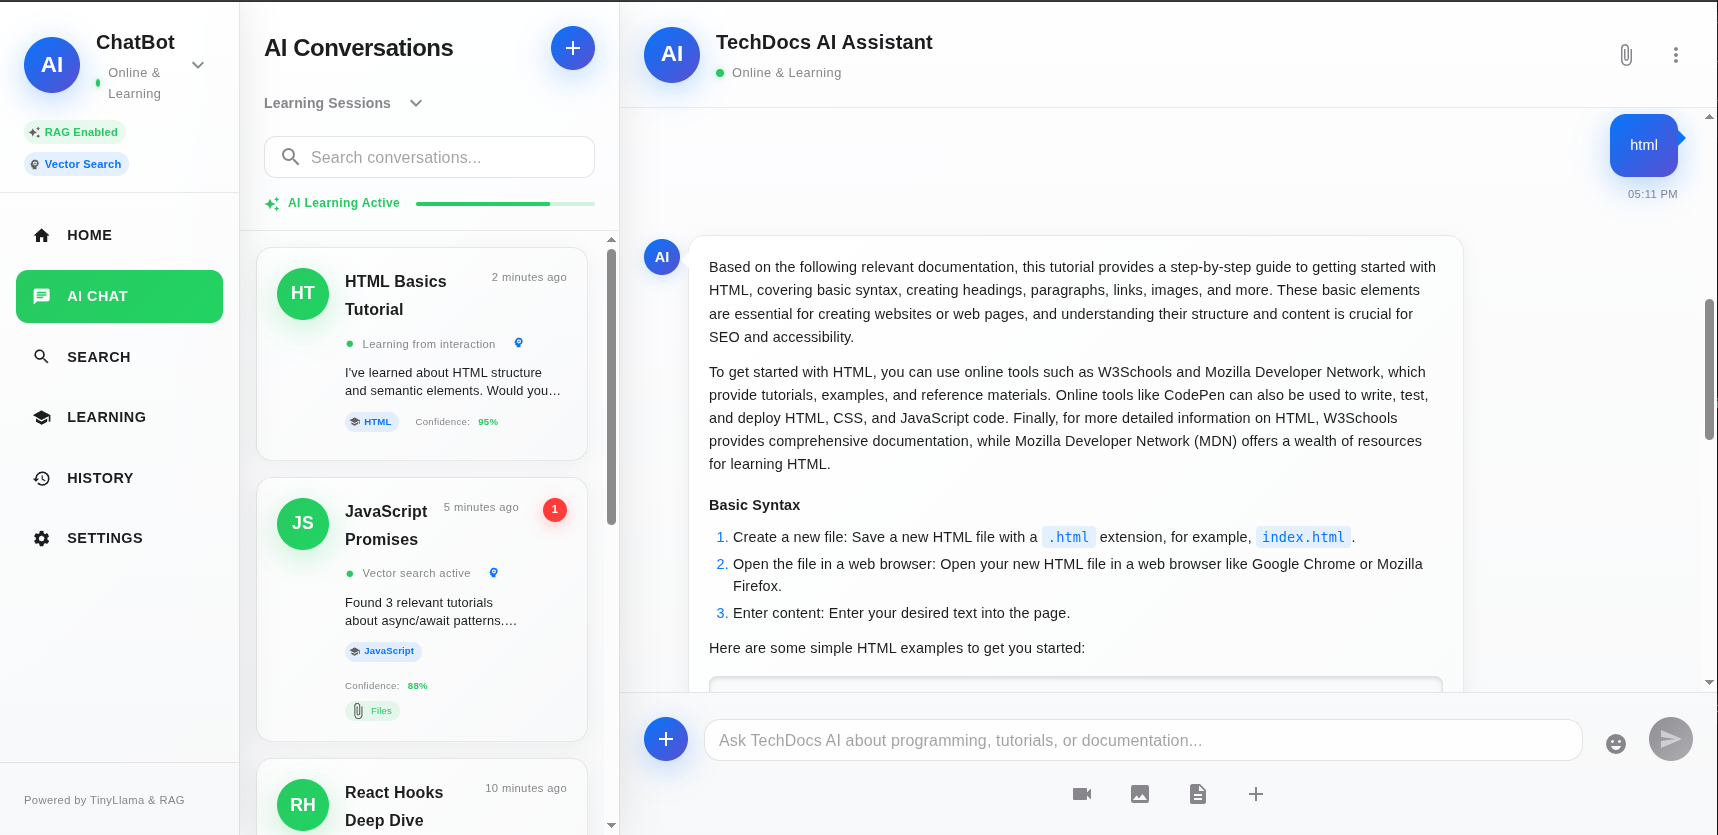 AI
ChatBot
Online &
Learning
RAG Enabled
Vector Search
HOME
AI CHAT
SEARCH
LEARNING
HISTORY
SETTINGS
Powered by TinyLlama & RAG
AI Conversations
Learning Sessions
Search conversations...
AI Learning Active
HT
HTML Basics
Tutorial
2 minutes ago
Learning from interaction
I've learned about HTML structure
and semantic elements. Would you…
HTML
Confidence: 95%
JS
JavaScript
Promises
5 minutes ago
1
Vector search active
Found 3 relevant tutorials
about async/await patterns.…
JavaScript
Confidence: 88%
Files
RH
React Hooks
Deep Dive
10 minutes ago
AI
TechDocs AI Assistant
Online & Learning
html
05:11 PM
AI
Based on the following relevant documentation, this tutorial provides a step-by-step guide to getting started with
HTML, covering basic syntax, creating headings, paragraphs, links, images, and more. These basic elements
are essential for creating websites or web pages, and understanding their structure and content is crucial for
SEO and accessibility.
To get started with HTML, you can use online tools such as W3Schools and Mozilla Developer Network, which
provide tutorials, examples, and reference materials. Online tools like CodePen can also be used to write, test,
and deploy HTML, CSS, and JavaScript code. Finally, for more detailed information on HTML, W3Schools
provides comprehensive documentation, while Mozilla Developer Network (MDN) offers a wealth of resources
for learning HTML.
Basic Syntax
1. Create a new file: Save a new HTML file with a .html extension, for example, index.html.
2. Open the file in a web browser: Open your new HTML file in a web browser like Google Chrome or Mozilla
Firefox.
3. Enter content: Enter your desired text into the page.
Here are some simple HTML examples to get you started:
Ask TechDocs AI about programming, tutorials, or documentation...